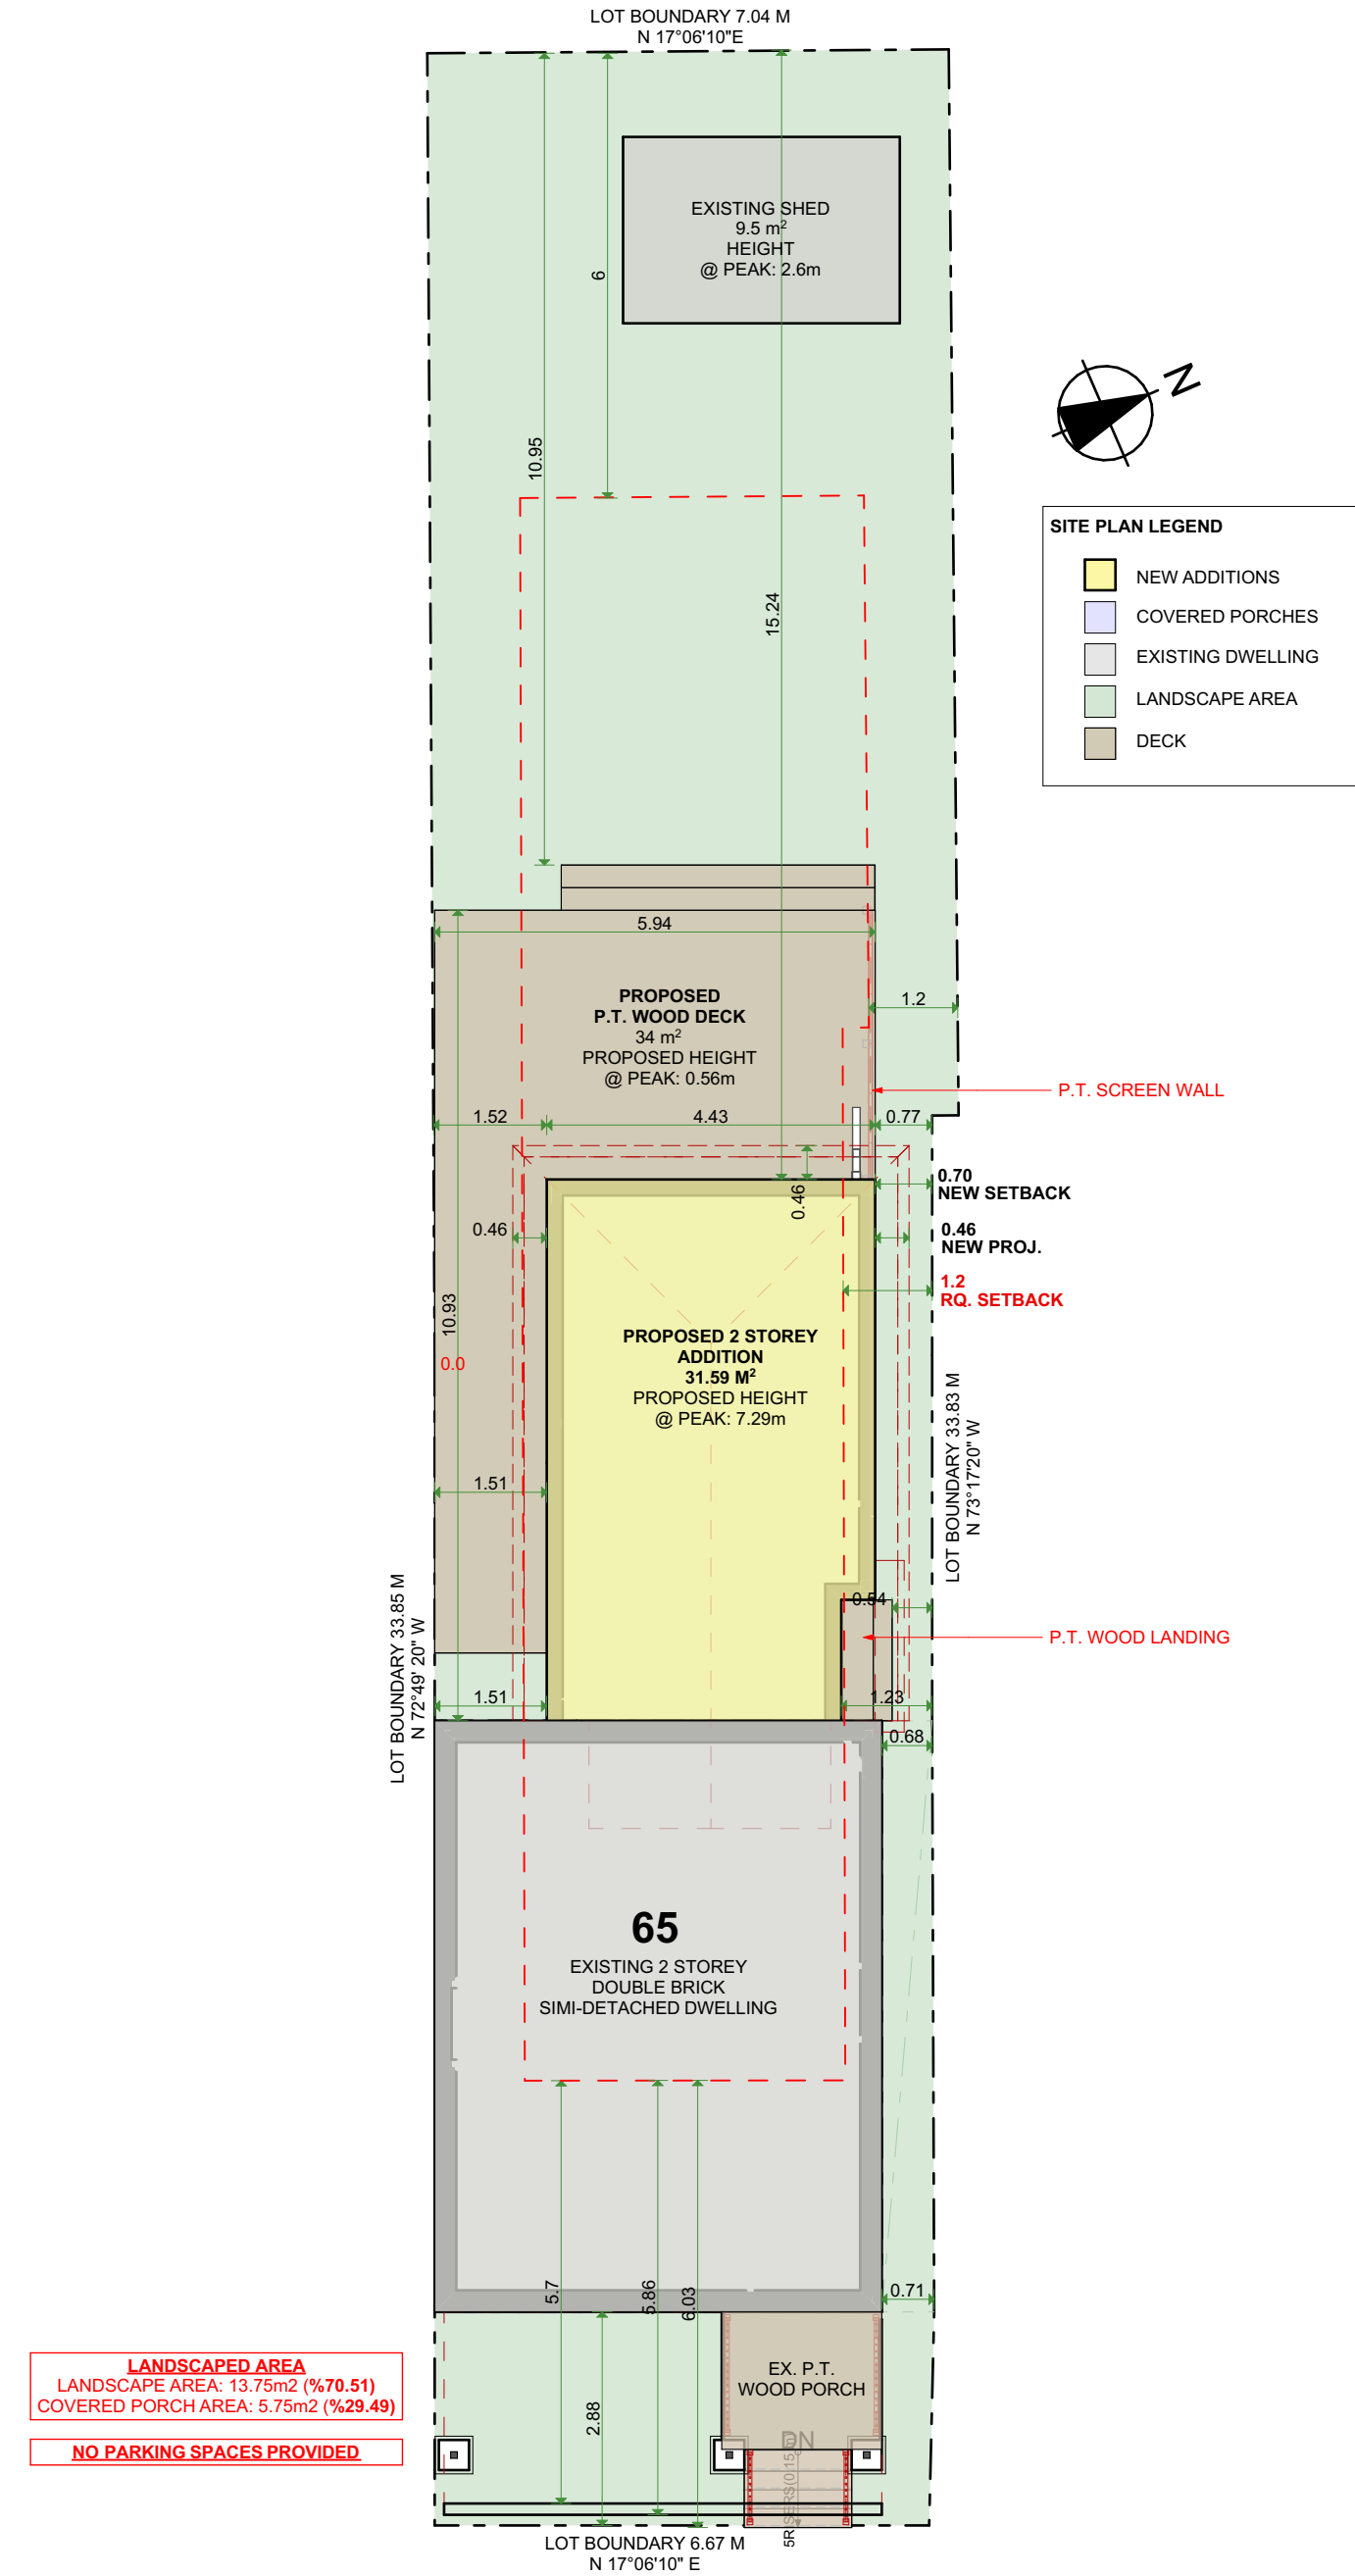 LOT BOUNDARY 7.04 M
N 17°06'10"E
EXISTING SHED
9.5 m²
HEIGHT
@ PEAK: 2.6m
6
10.95
15.24
N
SITE PLAN LEGEND
NEW ADDITIONS
COVERED PORCHES
EXISTING DWELLING
LANDSCAPE AREA
DECK
5.94
PROPOSED
P.T. WOOD DECK
34 m²
PROPOSED HEIGHT
@ PEAK: 0.56m
1.2
P.T. SCREEN WALL
1.52
4.43
0.77
0.46
0.46
0.70
NEW SETBACK
0.46
NEW PROJ.
1.2
RQ. SETBACK
10.93
0.0
PROPOSED 2 STOREY
ADDITION
31.59 M²
PROPOSED HEIGHT
@ PEAK: 7.29m
LOT BOUNDARY 33.83 M
N 73°17'20" W
1.51
0.54
P.T. WOOD LANDING
LOT BOUNDARY 33.85 M
N 72°49' 20" W
1.51
1.23
0.68
65
EXISTING 2 STOREY
DOUBLE BRICK
SIMI-DETACHED DWELLING
5.7
5.86
6.03
0.71
2.88
EX. P.T.
WOOD PORCH
DN
LANDSCAPED AREA
LANDSCAPE AREA: 13.75m2 (%70.51)
COVERED PORCH AREA: 5.75m2 (%29.49)
NO PARKING SPACES PROVIDED
LOT BOUNDARY 6.67 M
N 17°06'10" E